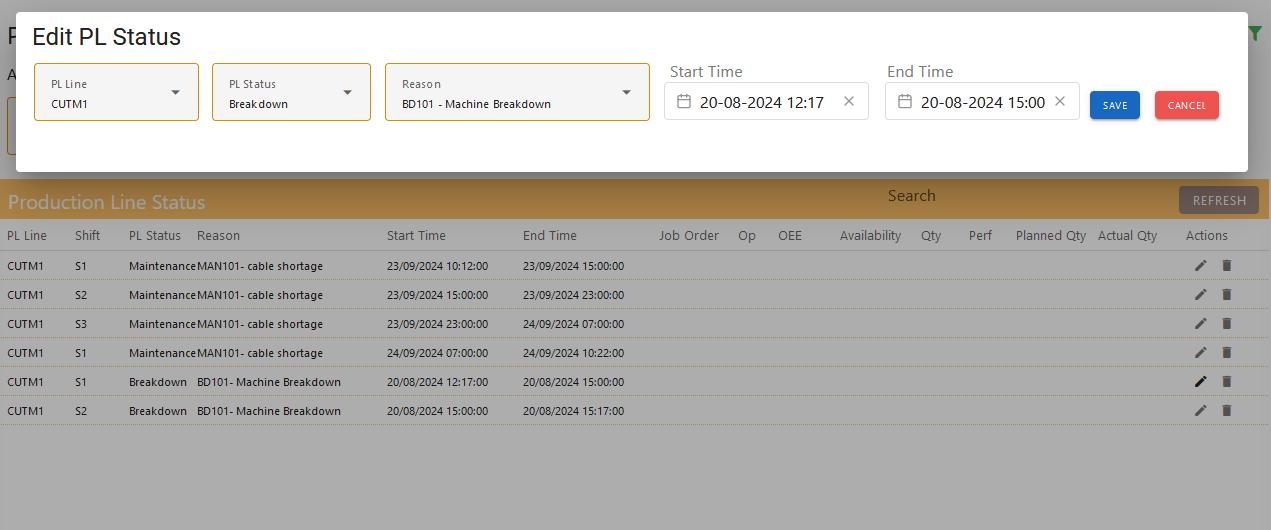 Edit PL Status
PL Line
CUTM1
PL Status
Breakdown
Reason
BD101 - Machine Breakdown
Start Time
20-08-2024 12:17
End Time
20-08-2024 15:00
SAVE
CANCEL
Production Line Status
Search
REFRESH
PL Line Shift PL Status Reason Start Time End Time Job Order Op OEE Availability Qty Perf Planned Qty Actual Qty Actions
CUTM1 S1 Maintenance MAN101- cable shortage 23/09/2024 10:12:00 23/09/2024 15:00:00
CUTM1 S2 Maintenance MAN101- cable shortage 23/09/2024 15:00:00 23/09/2024 23:00:00
CUTM1 S3 Maintenance MAN101- cable shortage 23/09/2024 23:00:00 24/09/2024 07:00:00
CUTM1 S1 Maintenance MAN101- cable shortage 24/09/2024 07:00:00 24/09/2024 10:22:00
CUTM1 S1 Breakdown BD101- Machine Breakdown 20/08/2024 12:17:00 20/08/2024 15:00:00
CUTM1 S2 Breakdown BD101- Machine Breakdown 20/08/2024 15:00:00 20/08/2024 15:17:00